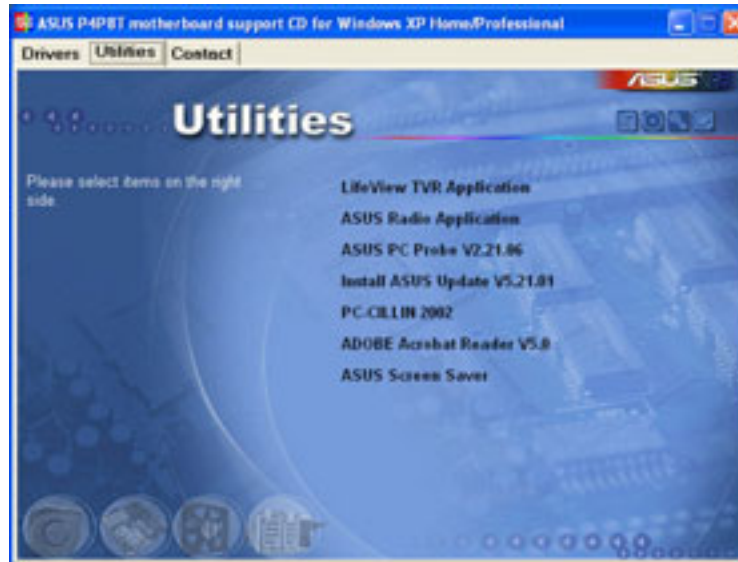 ASUS P4P8T motherboard support CD for Windows XP Home/Professional
Drivers Utilities Contact
ASUS
Utilities
Please select items on the right
side.
LifeView TVR Application
ASUS Radio Application
ASUS PC Probe V2.21.06
Install ASUS Update V5.21.01
PC-CILLIN 2002
ADOBE Acrobat Reader V5.0
ASUS Screen Saver